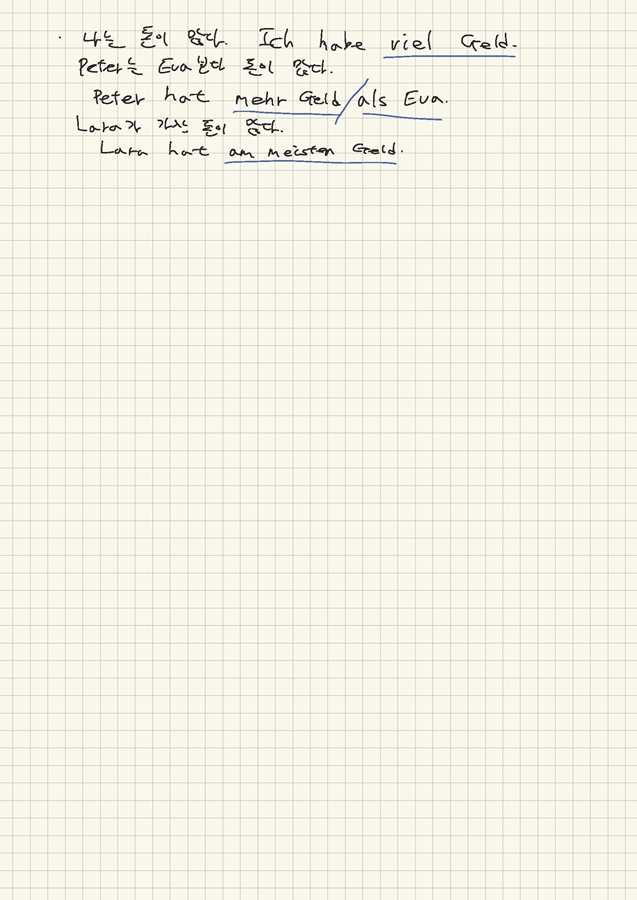 · 나는 돈이 많다. Ich habe viel Geld.
Peter는 Eva보다 돈이 많다.
Peter hat mehr Geld/als Eva.
Lara가 가장 돈이 많다.
Lara hat am meisten Geld.